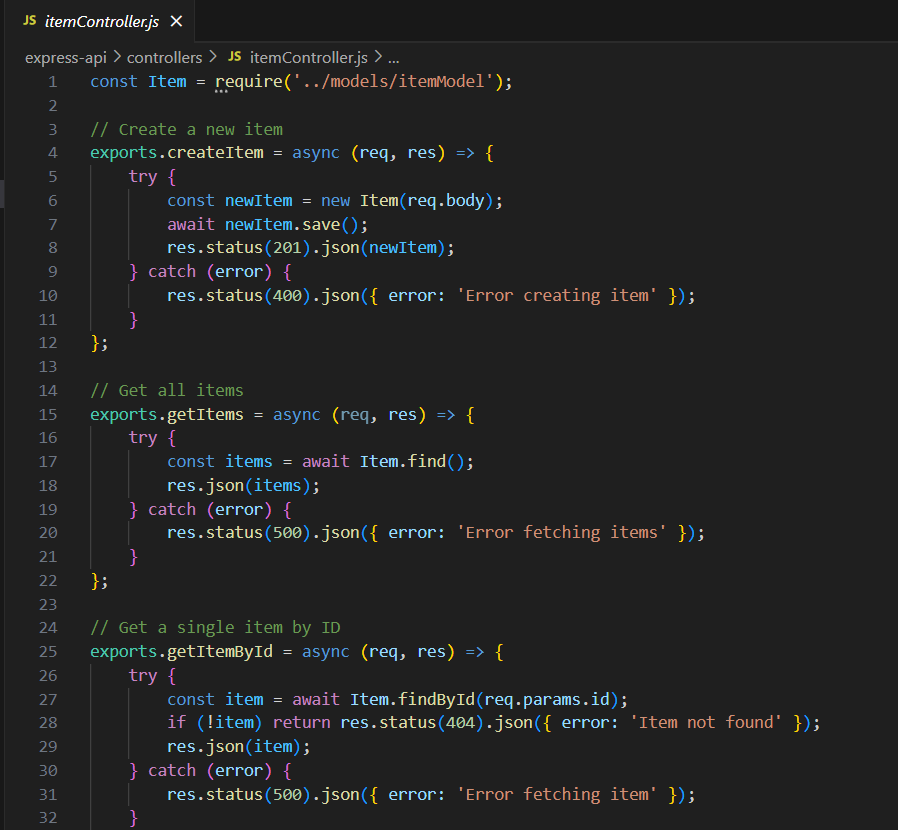 JS itemController.js ×
express-api > controllers > JS itemController.js > ...
1 const Item = require('../models/itemModel');
2
3 // Create a new item
4 exports.createItem = async (req, res) => {
5     try {
6         const newItem = new Item(req.body);
7         await newItem.save();
8         res.status(201).json(newItem);
9     } catch (error) {
10         res.status(400).json({ error: 'Error creating item' });
11     }
12 };
13
14 // Get all items
15 exports.getItems = async (req, res) => {
16     try {
17         const items = await Item.find();
18         res.json(items);
19     } catch (error) {
20         res.status(500).json({ error: 'Error fetching items' });
21     }
22 };
23
24 // Get a single item by ID
25 exports.getItemById = async (req, res) => {
26     try {
27         const item = await Item.findById(req.params.id);
28         if (!item) return res.status(404).json({ error: 'Item not found' });
29         res.json(item);
30     } catch (error) {
31         res.status(500).json({ error: 'Error fetching item' });
32     }